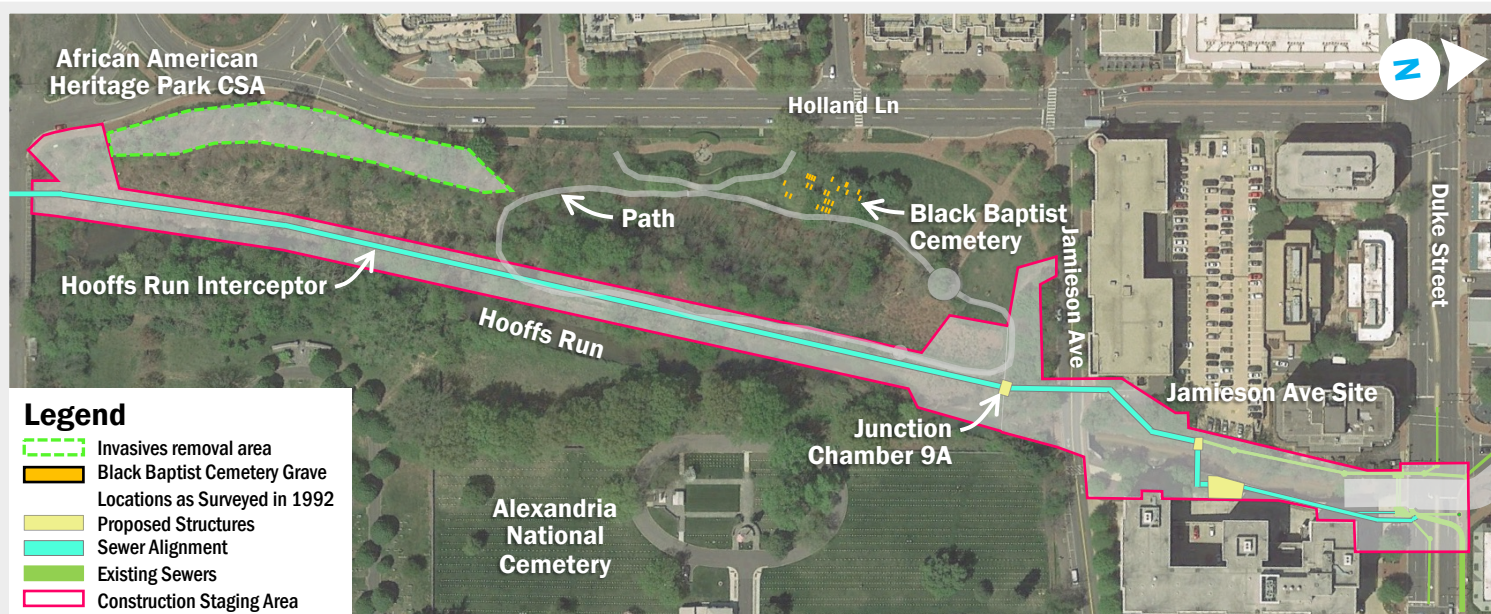 African American
Heritage Park CSA
Holland Ln
N
Path
Black Baptist
Cemetery
Jamieson Ave
Duke Street
Hooffs Run Interceptor
Hooffs Run
Jamieson Ave Site
Junction
Chamber 9A
Alexandria
National
Cemetery
Legend
Invasives removal area
Black Baptist Cemetery Grave
Locations as Surveyed in 1992
Proposed Structures
Sewer Alignment
Existing Sewers
Construction Staging Area